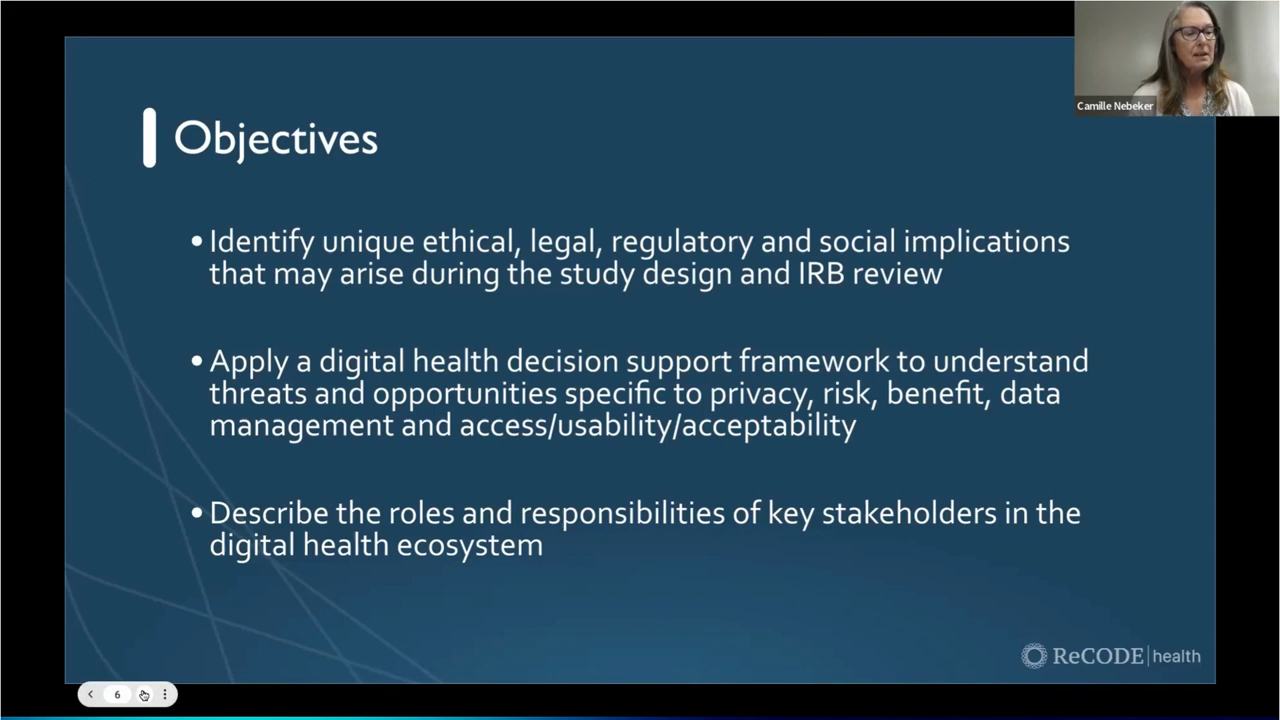 Camille Nebeker
Objectives
• Identify unique ethical, legal, regulatory and social implications
that may arise during the study design and IRB review
• Apply a digital health decision support framework to understand
threats and opportunities specific to privacy, risk, benefit, data
management and access/usability/acceptability
• Describe the roles and responsibilities of key stakeholders in the
digital health ecosystem
ReCODE health
6